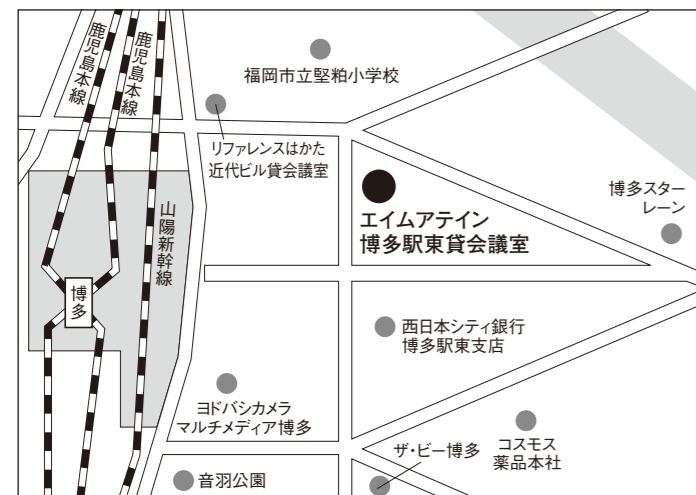 鹿児島本線
鹿児島本線
福岡市立堅粕小学校
リファレンスはかた
近代ビル貸会議室
山陽新幹線
エイムアテイン
博多駅東貸会議室
博多スター
レーン
博多
西日本シティ銀行
博多駅東支店
ヨドバシカメラ
マルチメディア博多
ザ・ビー博多
コスモス
薬品本社
音羽公園